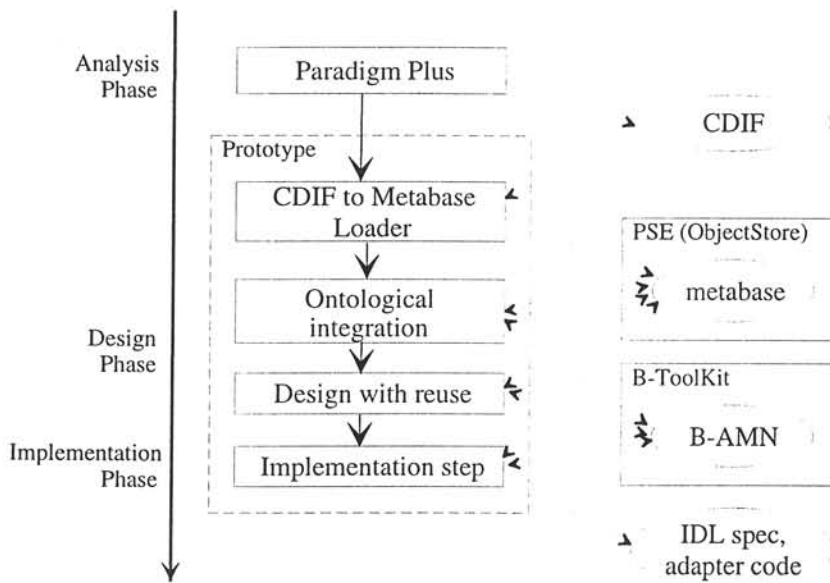 Analysis
Phase
Paradigm Plus
CDIF
Prototype
CDIF to Metabase
Loader
PSE (ObjectStore)
metabase
Ontological
integration
Design
Phase
Design with reuse
B-ToolKit
B-AMN
Implementation
Phase
Implementation step
IDL spec,
adapter code